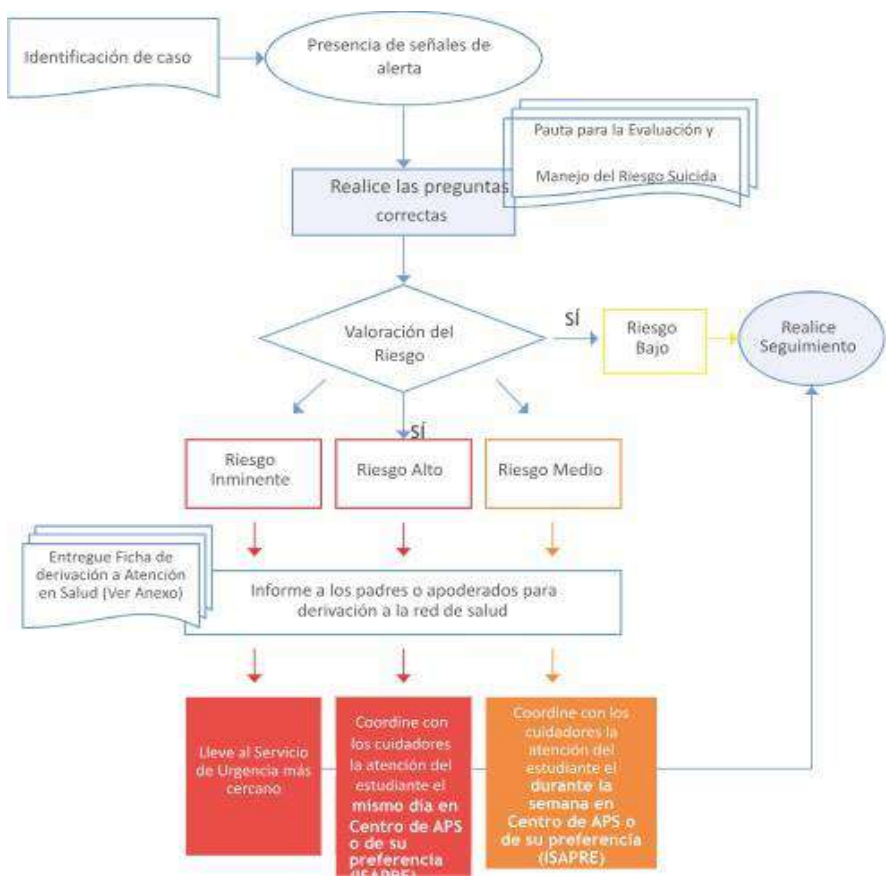 Identificación de caso
Presencia de señales de
alerta
Pauta para la Evaluación y
Manejo del Riesgo Suicida
Realice las preguntas
correctas
Valoración del
Riesgo
SÍ
Riesgo
Bajo
Realice
Seguimiento
SÍ
Riesgo
Inminente
Riesgo Alto
Riesgo Medio
Entregue Ficha de
derivación a Atención
en Salud (Ver Anexo)
Informe a los padres o apoderados para
derivación a la red de salud
Lleve al Servicio
de Urgencia más
cercano
Coordine con
los cuidadores
la atención del
estudiante el
mismo día en
Centro de APS
o de su
preferencia
(ISAPRE)
Coordine con los
cuidadores la
atención del
estudiante el
durante la
semana en
Centro de APS o
de su preferencia
(ISAPRE)